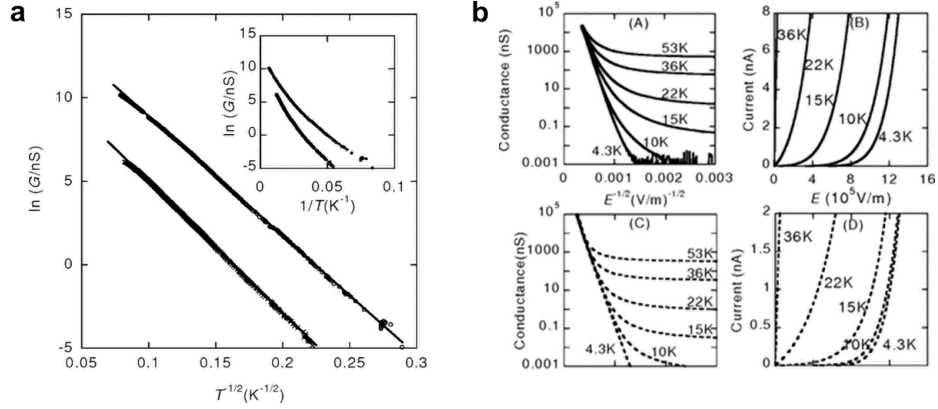 a
ln (G/nS)
15
10
5
0
-5
0.05
0.1
0.15
0.2
0.25
0.3
T^1/2(K^-1/2)
ln (G/nS)
15
10
5
0
-5
0
0.05
0.1
1/T(K^-1)
b
(A)
Conductance (nS)
10^5
1000
10
0.1
0.001
53K
36K
22K
15K
10K
4.3K
0
0.001
0.002
0.003
E^-1/2(V/m)^-1/2
(B)
Current (nA)
8
6
4
2
0
36K
22K
15K
10K
4.3K
0
4
8
12
16
E (10^5V/m)
(C)
Conductance(nS)
10^5
1000
10
0.1
0.001
53K
36K
22K
15K
10K
4.3K
(D)
Current (nA)
2
1.5
1
0.5
0
36K
22K
15K
10K
4.3K